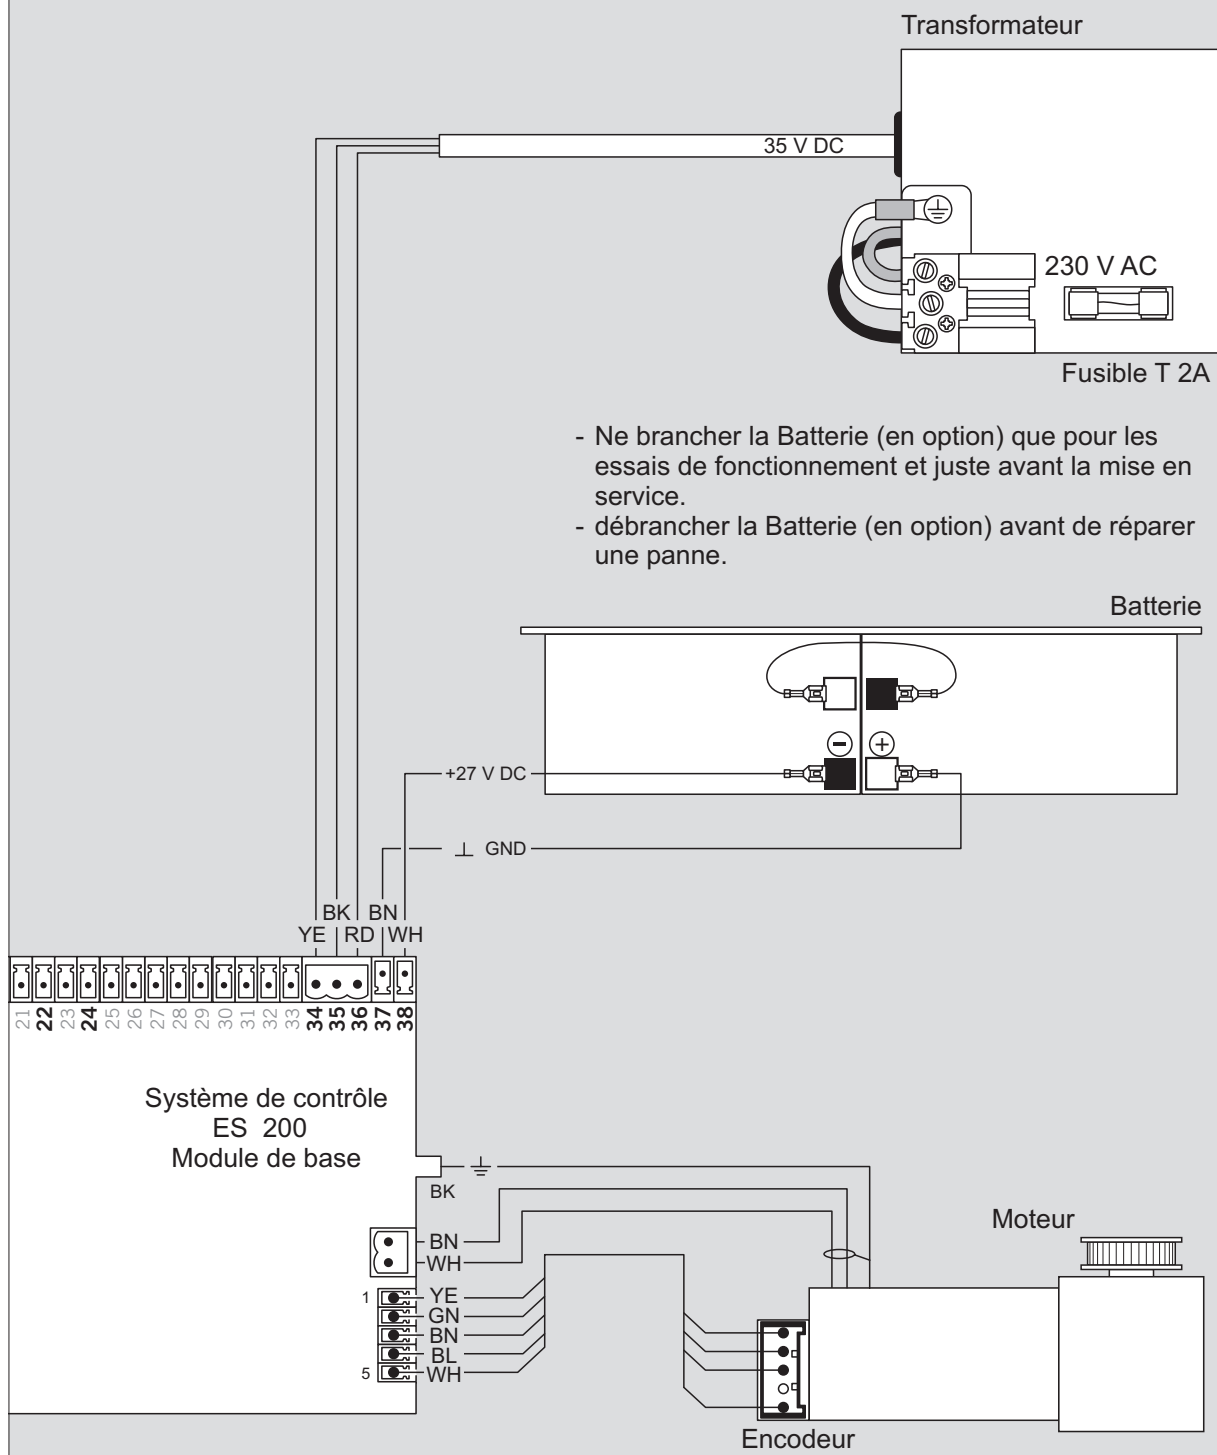 Transformateur
35 V DC
230 V AC
Fusible T 2A
- Ne brancher la Batterie (en option) que pour les
essais de fonctionnement et juste avant la mise en
service.
- débrancher la Batterie (en option) avant de réparer
une panne.
Batterie
+27 V DC
GND
BK BN
YE RD WH
21 22 23 24 25 26 27 28 29 30 31 32 33 34 35 36 37 38
Système de contrôle
ES 200
Module de base
BK
Moteur
BN
WH
1 YE
GN
BN
BL
5 WH
Encodeur